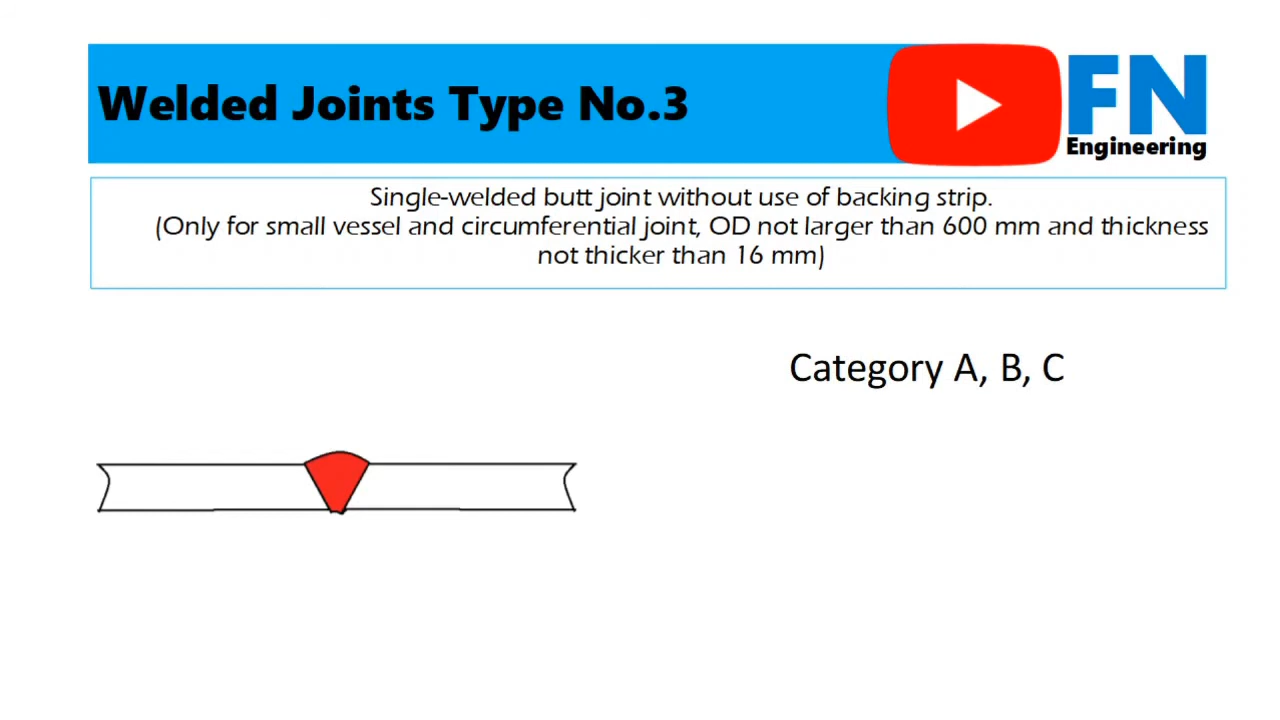 Welded Joints Type No.3
FN
Engineering
Single-welded butt joint without use of backing strip.
(Only for small vessel and circumferential joint, OD not larger than 600 mm and thickness
not thicker than 16 mm)
Category A, B, C